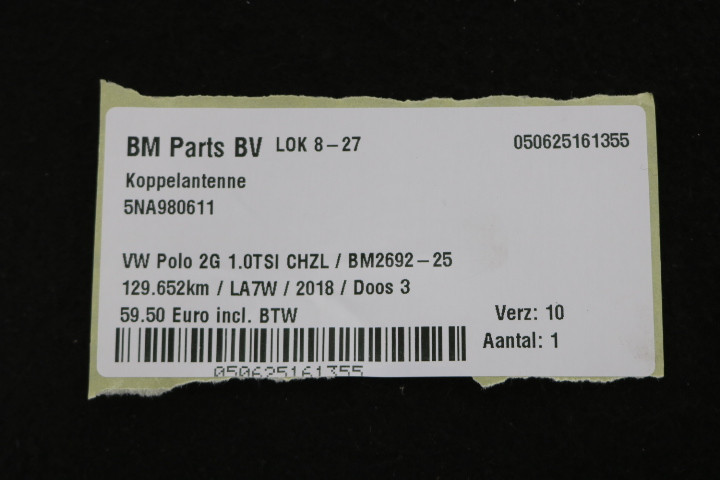 BM Parts BV LOK 8-27 050625161355
Koppelantenne
5NA980611
VW Polo 2G 1.0TSI CHZL / BM2692-25
129.652km / LA7W / 2018 / Doos 3
59.50 Euro incl. BTW Verz: 10
Aantal: 1
050625161355